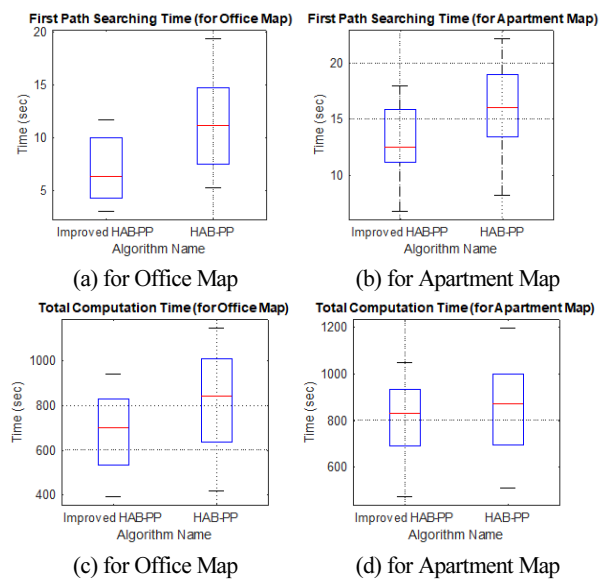 First Path Searching Time (for Office Map)
20
15
10
5
Time (sec)
Improved HAB-PP HAB-PP
Algorithm Name
(a) for Office Map
First Path Searching Time (for Apartment Map)
20
15
10
Time (sec)
Improved HAB-PP HAB-PP
Algorithm Name
(b) for Apartment Map
Total Computation Time (for Office Map)
1000
800
600
400
Time (sec)
Improved HAB-PP HAB-PP
Algorithm Name
(c) for Office Map
Total Computation Time (for Apartment Map)
1200
1000
800
600
Time (sec)
Improved HAB-PP HAB-PP
Algorithm Name
(d) for Apartment Map